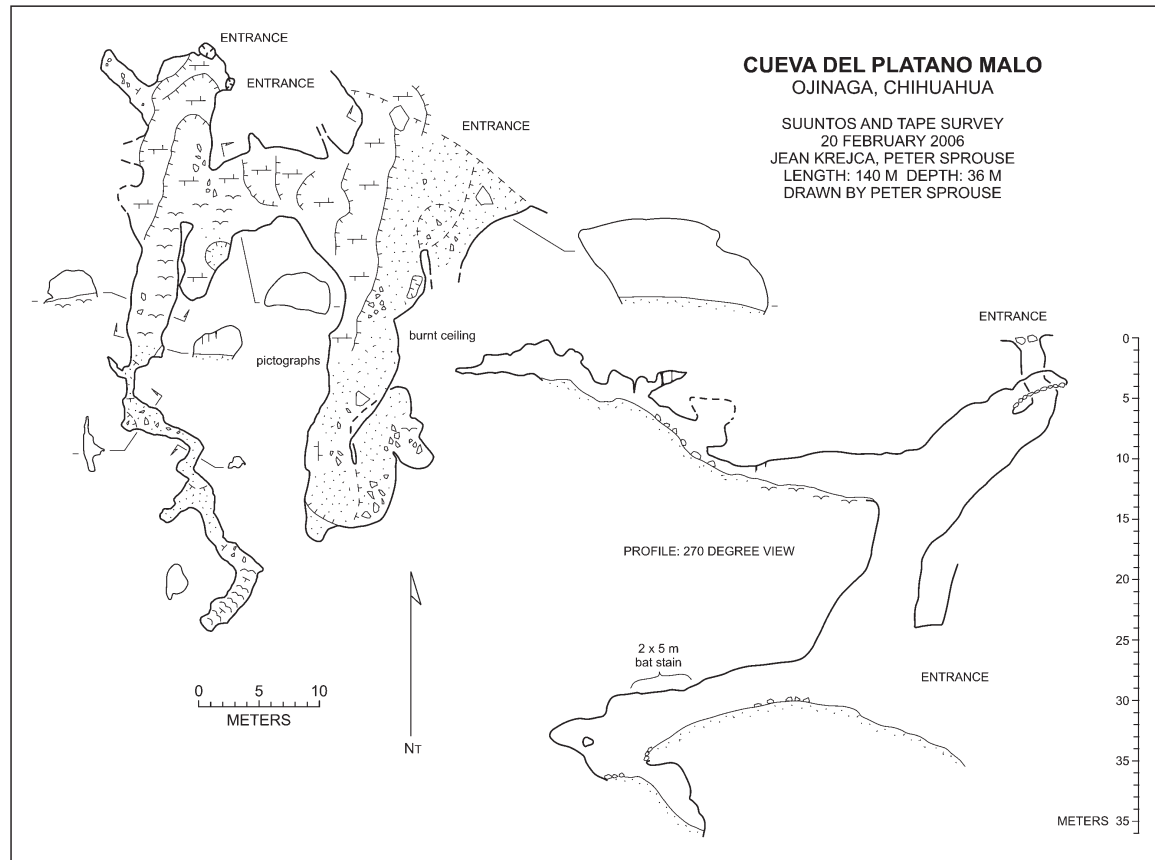 CUEVA DEL PLATANO MALO
OJINAGA, CHIHUAHUA
SUUNTOS AND TAPE SURVEY
20 FEBRUARY 2006
JEAN KREJCA, PETER SPROUSE
LENGTH: 140 M DEPTH: 36 M
DRAWN BY PETER SPROUSE
ENTRANCE
ENTRANCE
ENTRANCE
burnt ceiling
pictographs
0 5 10
METERS
NT
ENTRANCE
PROFILE: 270 DEGREE VIEW
2 x 5 m
bat stain
ENTRANCE
0
5
10
15
20
25
30
35
METERS 35